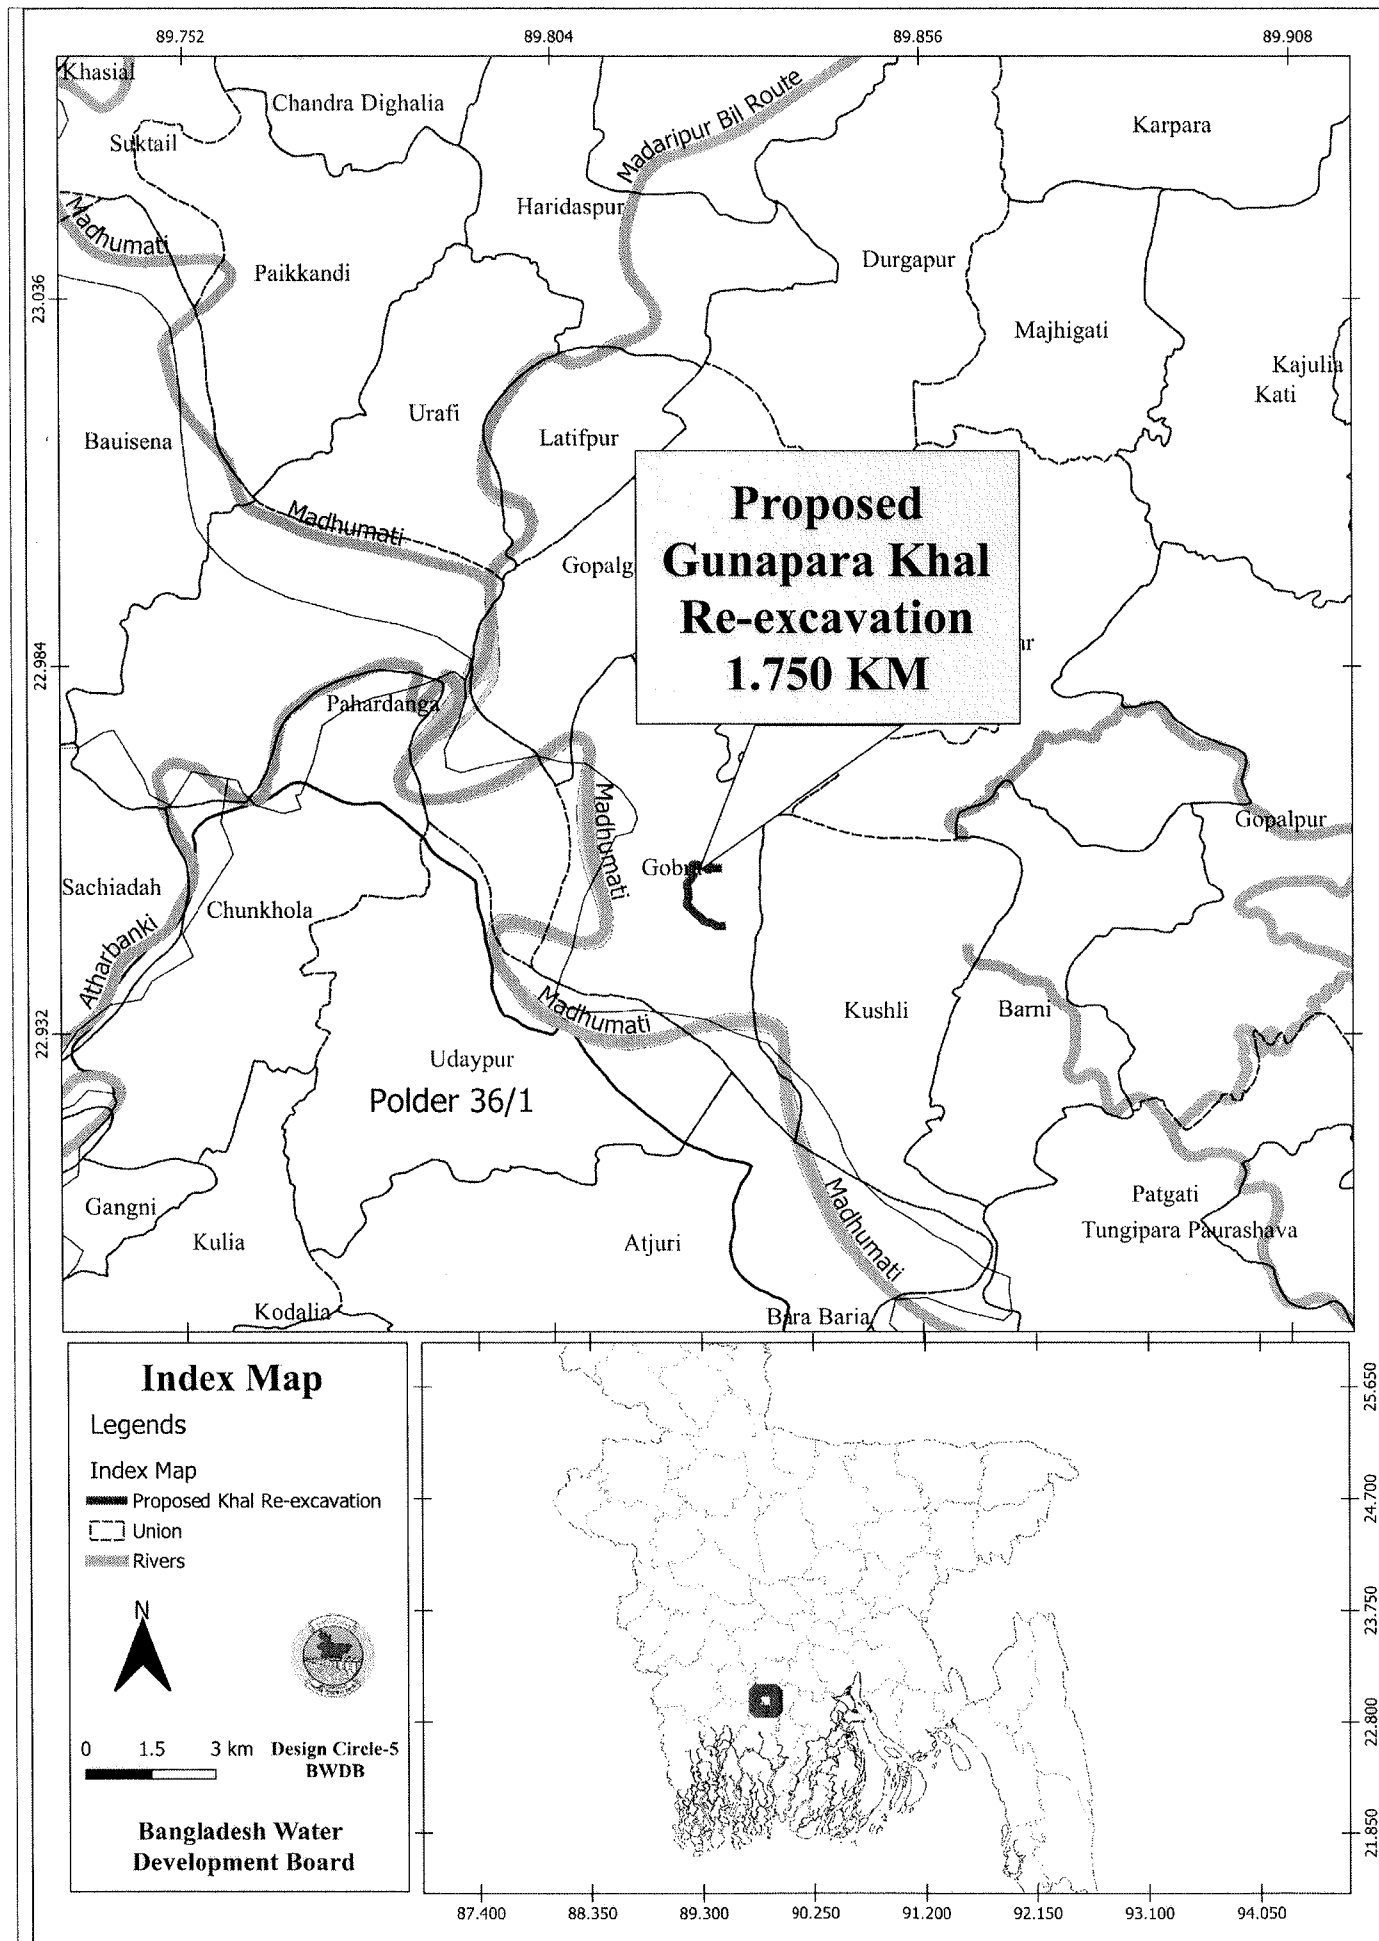 89.752
89.804
89.856
89.908
Khasial
Chandra Dighalia
Madaripur Bil Route
Karpara
Suktail
Haridaspur
Madhumati
Paikkandi
Durgapur
23.036
Majhigati
Kajulia
Kati
Urafi
Latifpur
Bauisena
Proposed
Gunapara Khal
Re-excavation
1.750 KM
Madhumati
Gopalg
ar
22.984
Pahardanga
Madhumati
Gopalpur
Gobra
Sachiadah
Chunkhola
Atharbanki
Madhumati
Kushli
Barni
22.932
Udaypur
Polder 36/1
Madhumati
Gangni
Patgati
Tungipara Paurashava
Kulia
Atjuri
Kodalia
Bara Baria
Index Map
Legends
Index Map
Proposed Khal Re-excavation
Union
Rivers
N
0 1.5 3 km
Design Circle-5
BWDB
Bangladesh Water
Development Board
25.650
24.700
23.750
22.800
21.850
87.400
88.350
89.300
90.250
91.200
92.150
93.100
94.050